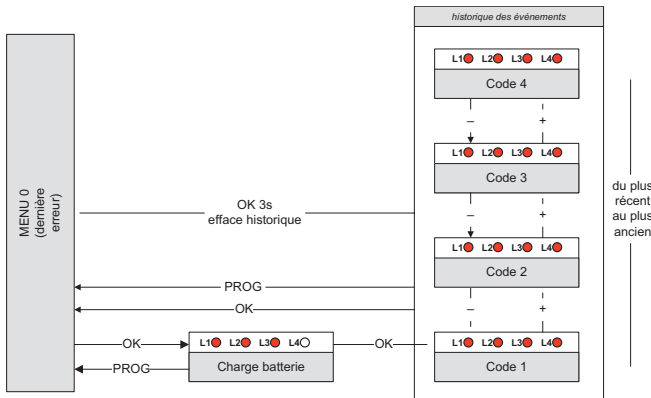 historique des événements
L1 L2 L3 L4
Code 4
–
+
L1 L2 L3 L4
Code 3
–
+
L1 L2 L3 L4
Code 2
–
+
L1 L2 L3 L4
Code 1
du plus
récent
au plus
ancien
MENU 0
(dernière
erreur)
OK 3s
efface historique
PROG
OK
OK
L1 L2 L3 L4
Charge batterie
OK
PROG